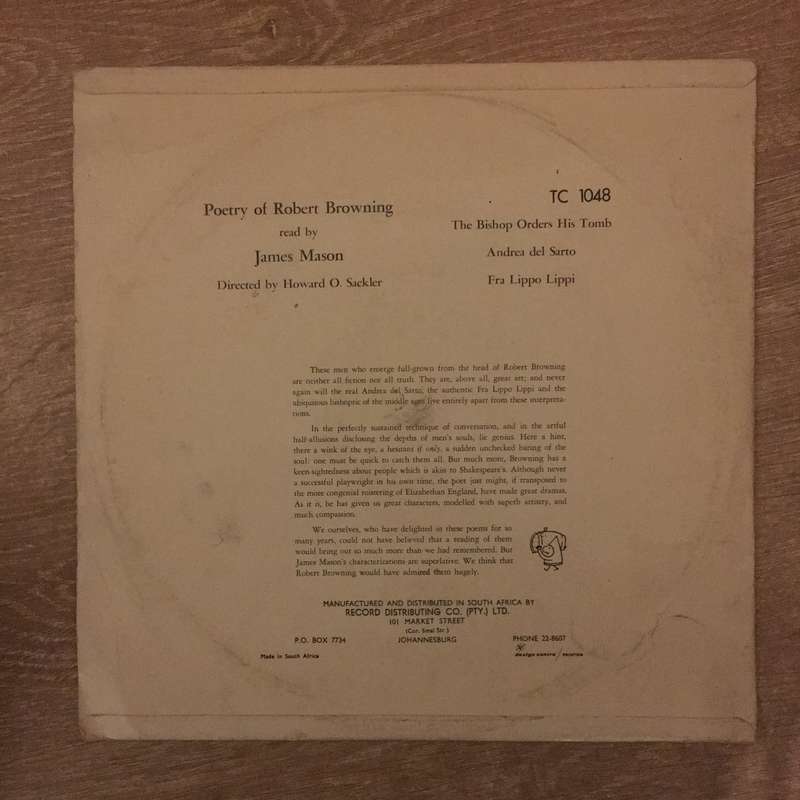 Poetry of Robert Browning
read by
James Mason
Directed by Howard O. Sackler
TC 1048
The Bishop Orders His Tomb
Andrea del Sarto
Fra Lippo Lippi
These men who emerge full-grown from the head of Robert Browning
are neither all fiction nor all truth. They are, above all, great art; and never
again will the real Andrea del Sarto, the authentic Fra Lippo Lippi and the
ubiquitous bishopric of the middle ages live entirely apart from these interpreta-
tions.
In the perfectly sustained technique of conversation, and in the artful
half-allusions disclosing the depths of men's souls, lie genius. Here a hint,
there a wink of the eye, a hesitant if only, a sudden unchecked baring of the
soul: one must be quick to catch them all. But much more, Browning has a
keen-sightedness about people which is akin to Shakespeare's. Although never
a successful playwright in his own time, the poet just might, if transposed to
the more congenial roistering of Elizabethan England, have made great dramas.
As it is, he has given us great characters, modelled with superb artistry, and
much compassion.
We ourselves, who have delighted in these poems for so
many years, could not have believed that a reading of them
would bring out so much more than we had remembered. But
James Mason's characterizations are superlative. We think that
Robert Browning would have admired them hugely.
MANUFACTURED AND DISTRIBUTED IN SOUTH AFRICA BY
RECORD DISTRIBUTING CO. (PTY.) LTD.
101 MARKET STREET
(Cor. Smal Str.)
P.O. BOX 7734 JOHANNESBURG PHONE 22-8607
Made in South Africa
design centre / records